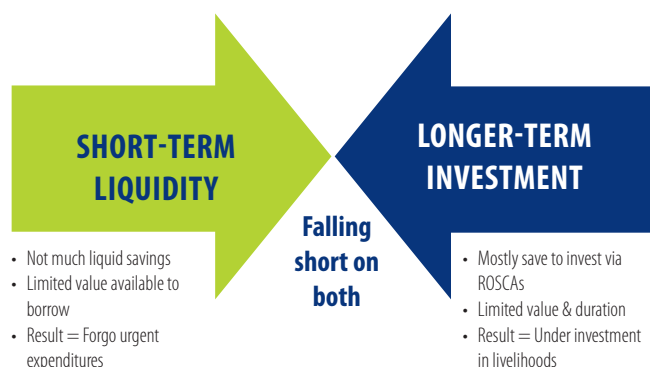 SHORT-TERM
LIQUIDITY
LONGER-TERM
INVESTMENT
Falling
short on
both
• Not much liquid savings
• Limited value available to
borrow
• Result = Forgo urgent
expenditures
• Mostly save to invest via
ROSCAs
• Limited value & duration
• Result = Under investment
in livelihoods